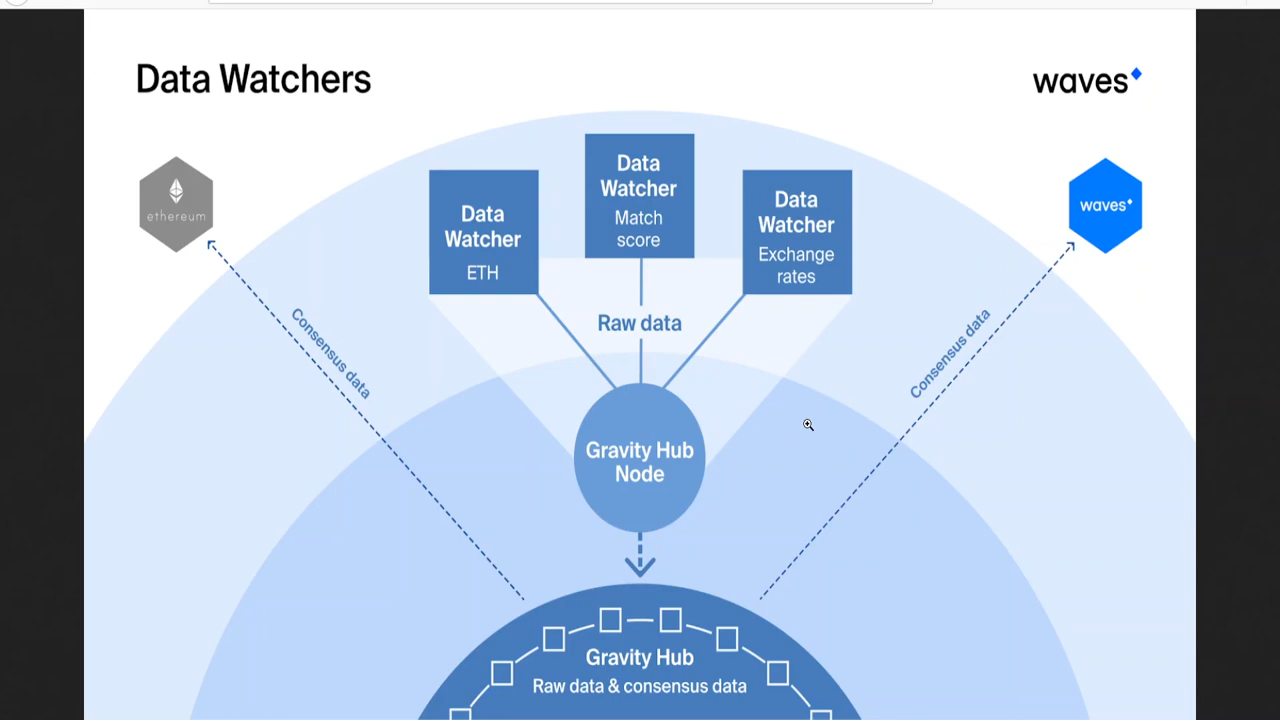 Data Watchers
waves
ethereum
Data
Watcher
ETH
Data
Watcher
Match
score
Data
Watcher
Exchange
rates
waves
Consensus data
Raw data
Consensus data
Gravity Hub
Node
Gravity Hub
Raw data & consensus data